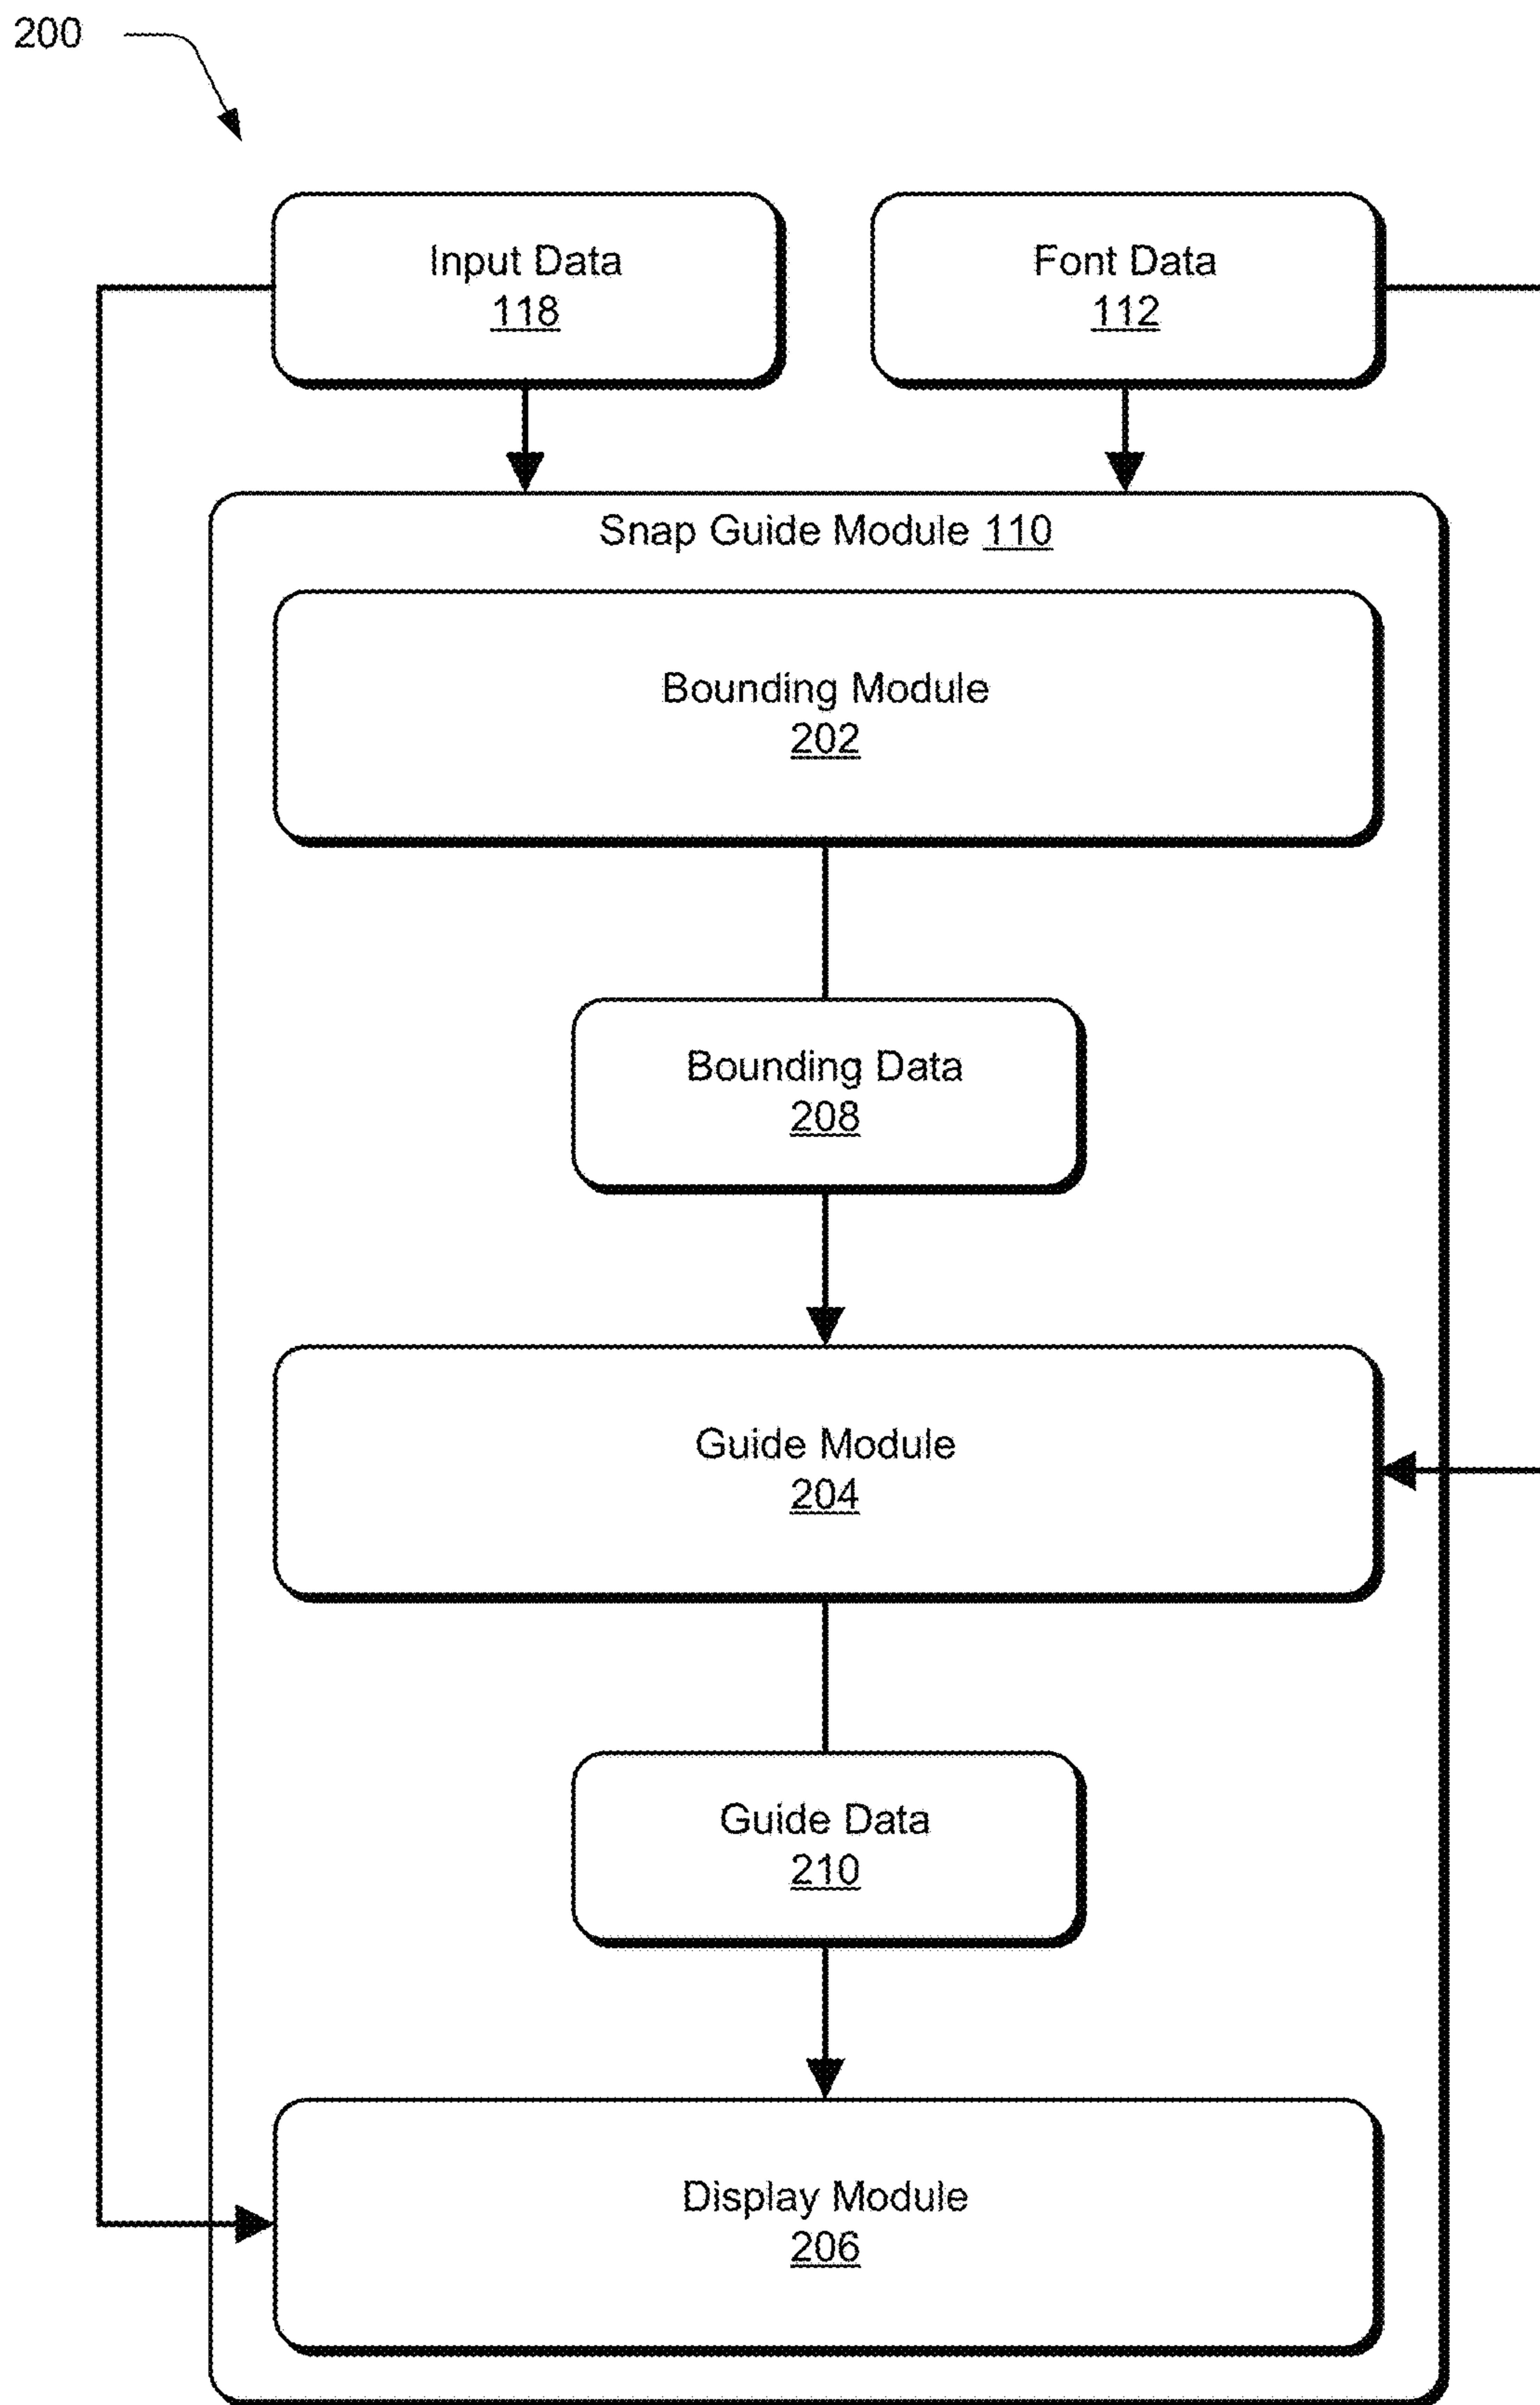 200
Input Data
118
Font Data
112
Snap Guide Module 110
Bounding Module
202
Bounding Data
208
Guide Module
204
Guide Data
210
Display Module
206